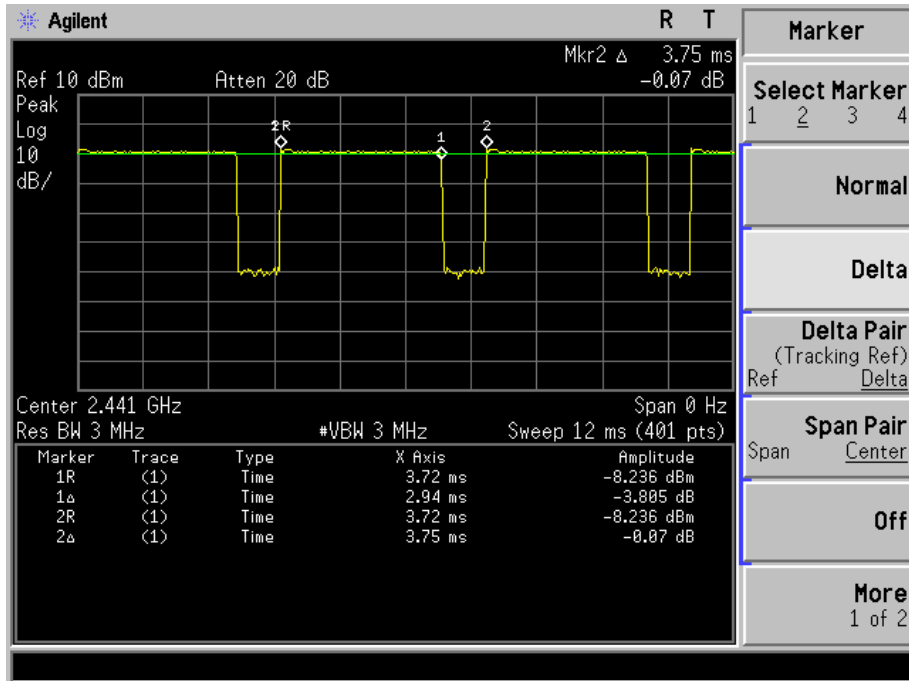 Agilent R T
Mkr2 Δ 3.75 ms
Ref 10 dBm Atten 20 dB -0.07 dB
Peak
Log
10
dB/
2R
1
2
Center 2.441 GHz Span 0 Hz
Res BW 3 MHz #VBW 3 MHz Sweep 12 ms (401 pts)
Marker Trace Type X Axis Amplitude
1R (1) Time 3.72 ms -8.236 dBm
1Δ (1) Time 2.94 ms -3.805 dB
2R (1) Time 3.72 ms -8.236 dBm
2Δ (1) Time 3.75 ms -0.07 dB
Marker
Select Marker
1 2 3 4
Normal
Delta
Delta Pair
(Tracking Ref)
Ref Delta
Span Pair
Span Center
Off
More
1 of 2